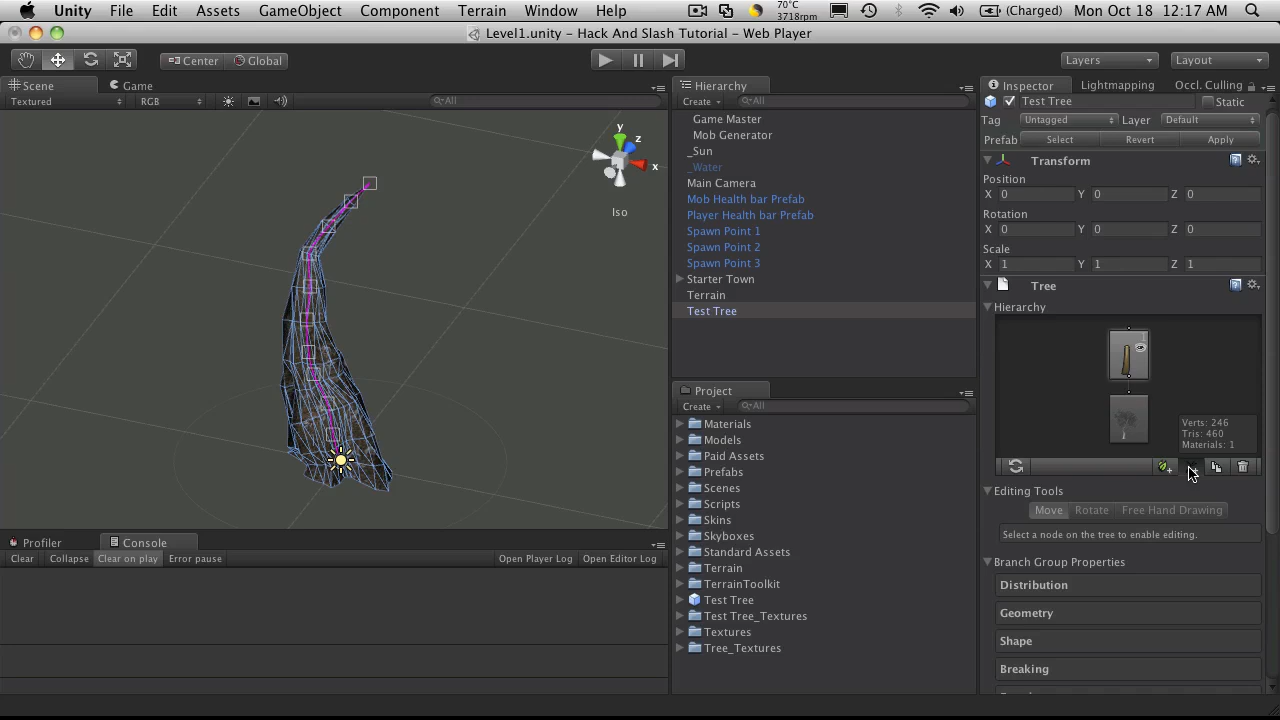 Unity File Edit Assets GameObject Component Terrain Window Help 70°C 3718rpm (Charged) Mon Oct 18 12:17 AM
Level1.unity - Hack And Slash Tutorial - Web Player
Center Global Layers Layout
Scene Game
Textured RGB All
y
z
x
Iso
Profiler Console
Clear Collapse Clear on play Error pause Open Player Log Open Editor Log
Hierarchy
Create All
Game Master
Mob Generator
_Sun
_Water
Main Camera
Mob Health bar Prefab
Player Health bar Prefab
Spawn Point 1
Spawn Point 2
Spawn Point 3
Starter Town
Terrain
Test Tree
Project
Create All
Materials
Models
Paid Assets
Prefabs
Scenes
Scripts
Skins
Skyboxes
Standard Assets
Terrain
TerrainToolkit
Test Tree
Test Tree_Textures
Textures
Tree_Textures
Inspector Lightmapping Occl. Culling
Test Tree Static
Tag Untagged Layer Default
Prefab Select Revert Apply
Transform
Position
X 0 Y 0 Z 0
Rotation
X 0 Y 0 Z 0
Scale
X 1 Y 1 Z 1
Tree
Hierarchy
1
Verts: 246
Tris: 460
Materials: 1
Editing Tools
Move Rotate Free Hand Drawing
Select a node on the tree to enable editing.
Branch Group Properties
Distribution
Geometry
Shape
Breaking